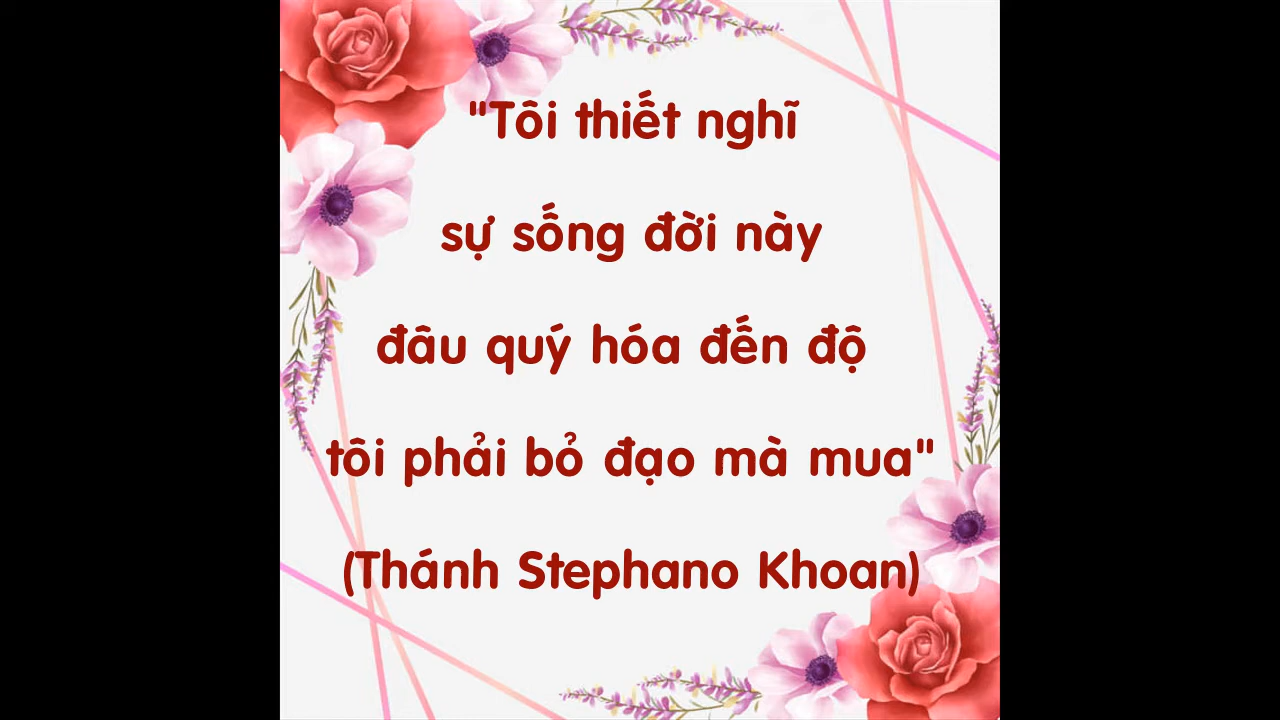 "Tôi thiết nghĩ
sự sống đời này
đâu quý hóa đến độ
tôi phải bỏ đạo mà mua"
(Thánh Stephano Khoan)